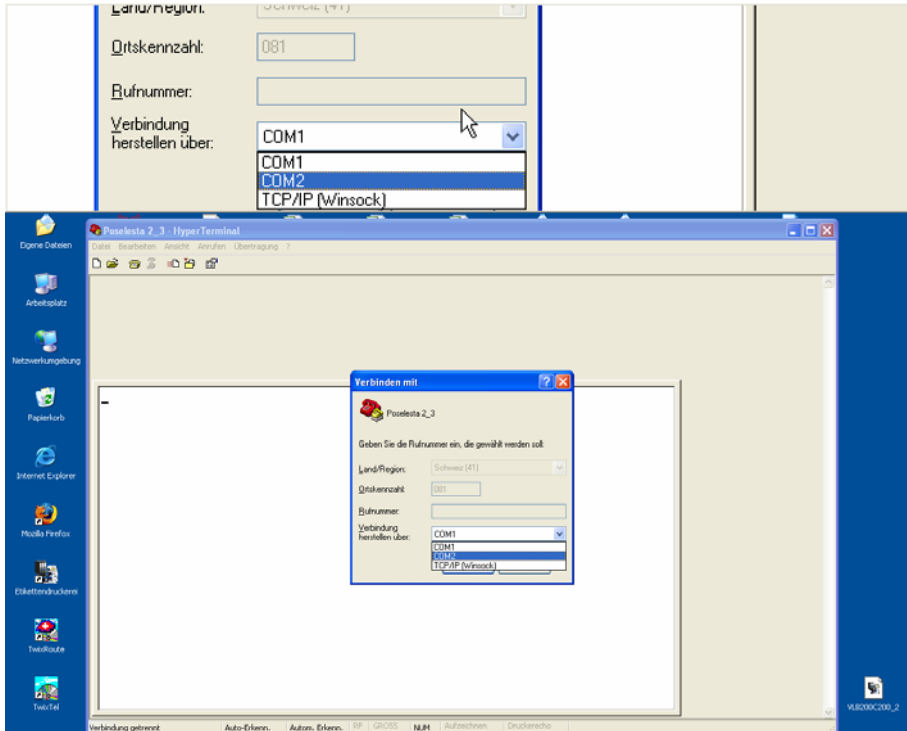 Land/Region:
Schweiz (41)
Ortskennzahl:
081
Rufnummer:
Verbindung
herstellen über:
COM1
COM1
COM2
TCP/IP (Winsock)
Eigene Dateien
Arbeitsplatz
Netzwerkumgebung
Papierkorb
Internet Explorer
Mozilla Firefox
Etikettendruckerei
TwixRoute
TwixTel
Poselesta 2_3 - HyperTerminal
Datei Bearbeiten Ansicht Anrufen Übertragung ?
Verbinden mit
Poselesta 2_3
Geben Sie die Rufnummer ein, die gewählt werden soll:
Land/Region:
Schweiz (41)
Ortskennzahl:
081
Rufnummer:
Verbindung
herstellen über:
COM1
COM1
COM2
TCP/IP (Winsock)
Verbindung getrennt Auto-Erkenn. Autom. Erkenn. RF GROSS NUM Aufzeichnen Druckerecho
VLB200C200_2